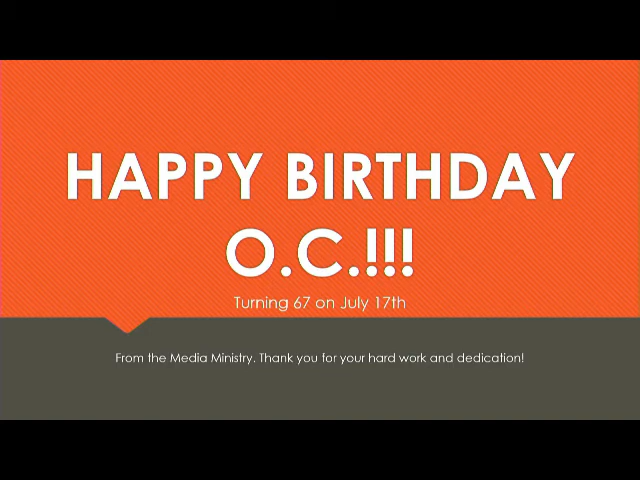 HAPPY BIRTHDAY
O.C.!!!
Turning 67 on July 17th
From the Media Ministry. Thank you for your hard work and dedication!